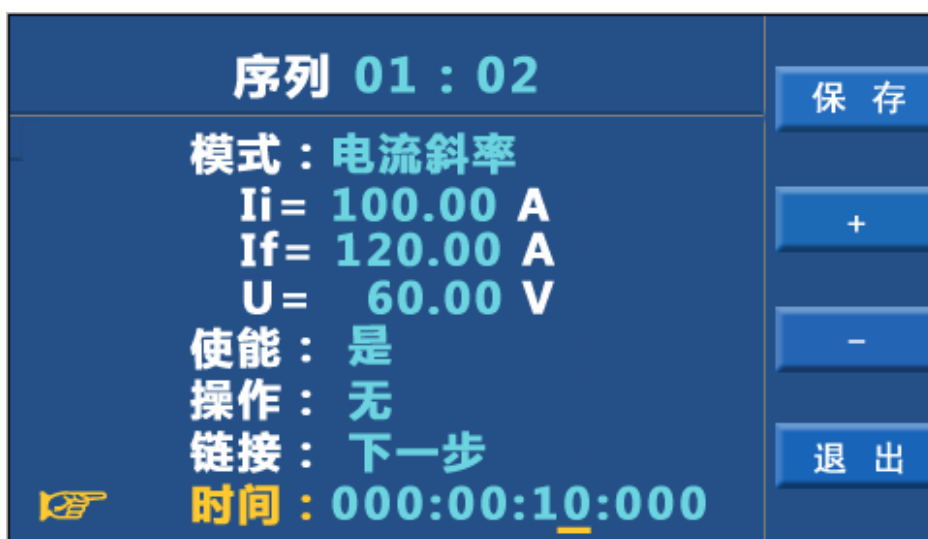 序列 01 : 02
模式：电流斜率
Ii= 100.00 A
If= 120.00 A
U= 60.00 V
使能： 是
操作： 无
链接： 下一步
时间：000:00:10:000
保 存
+
-
退 出